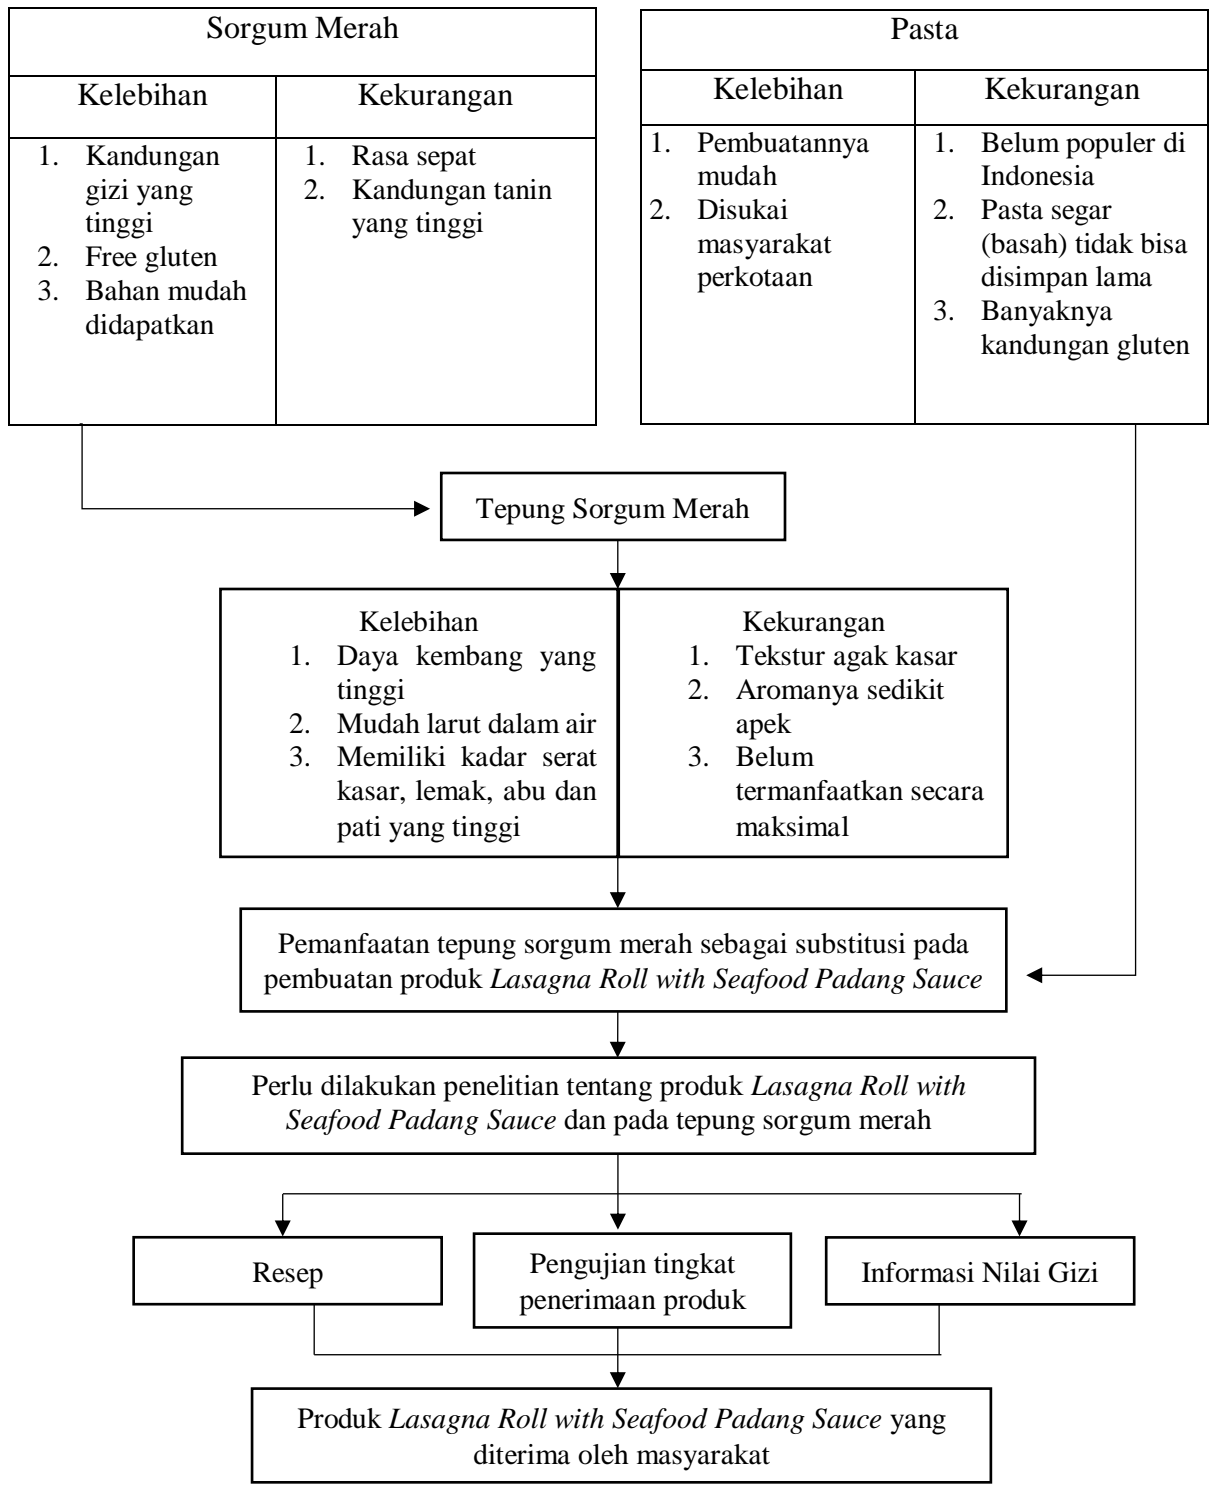 Sorgum Merah
Kelebihan
Kekurangan
1. Kandungan
gizi yang
tinggi
2. Free gluten
3. Bahan mudah
didapatkan
1. Rasa sepat
2. Kandungan tanin
yang tinggi
Pasta
Kelebihan
Kekurangan
1. Pembuatannya
mudah
2. Disukai
masyarakat
perkotaan
1. Belum populer di
Indonesia
2. Pasta segar
(basah) tidak bisa
disimpan lama
3. Banyaknya
kandungan gluten
Tepung Sorgum Merah
Kelebihan
1. Daya kembang yang
tinggi
2. Mudah larut dalam air
3. Memiliki kadar serat
kasar, lemak, abu dan
pati yang tinggi
Kekurangan
1. Tekstur agak kasar
2. Aromanya sedikit
apek
3. Belum
termanfaatkan secara
maksimal
Pemanfaatan tepung sorgum merah sebagai substitusi pada
pembuatan produk Lasagna Roll with Seafood Padang Sauce
Perlu dilakukan penelitian tentang produk Lasagna Roll with
Seafood Padang Sauce dan pada tepung sorgum merah
Resep
Pengujian tingkat
penerimaan produk
Informasi Nilai Gizi
Produk Lasagna Roll with Seafood Padang Sauce yang
diterima oleh masyarakat